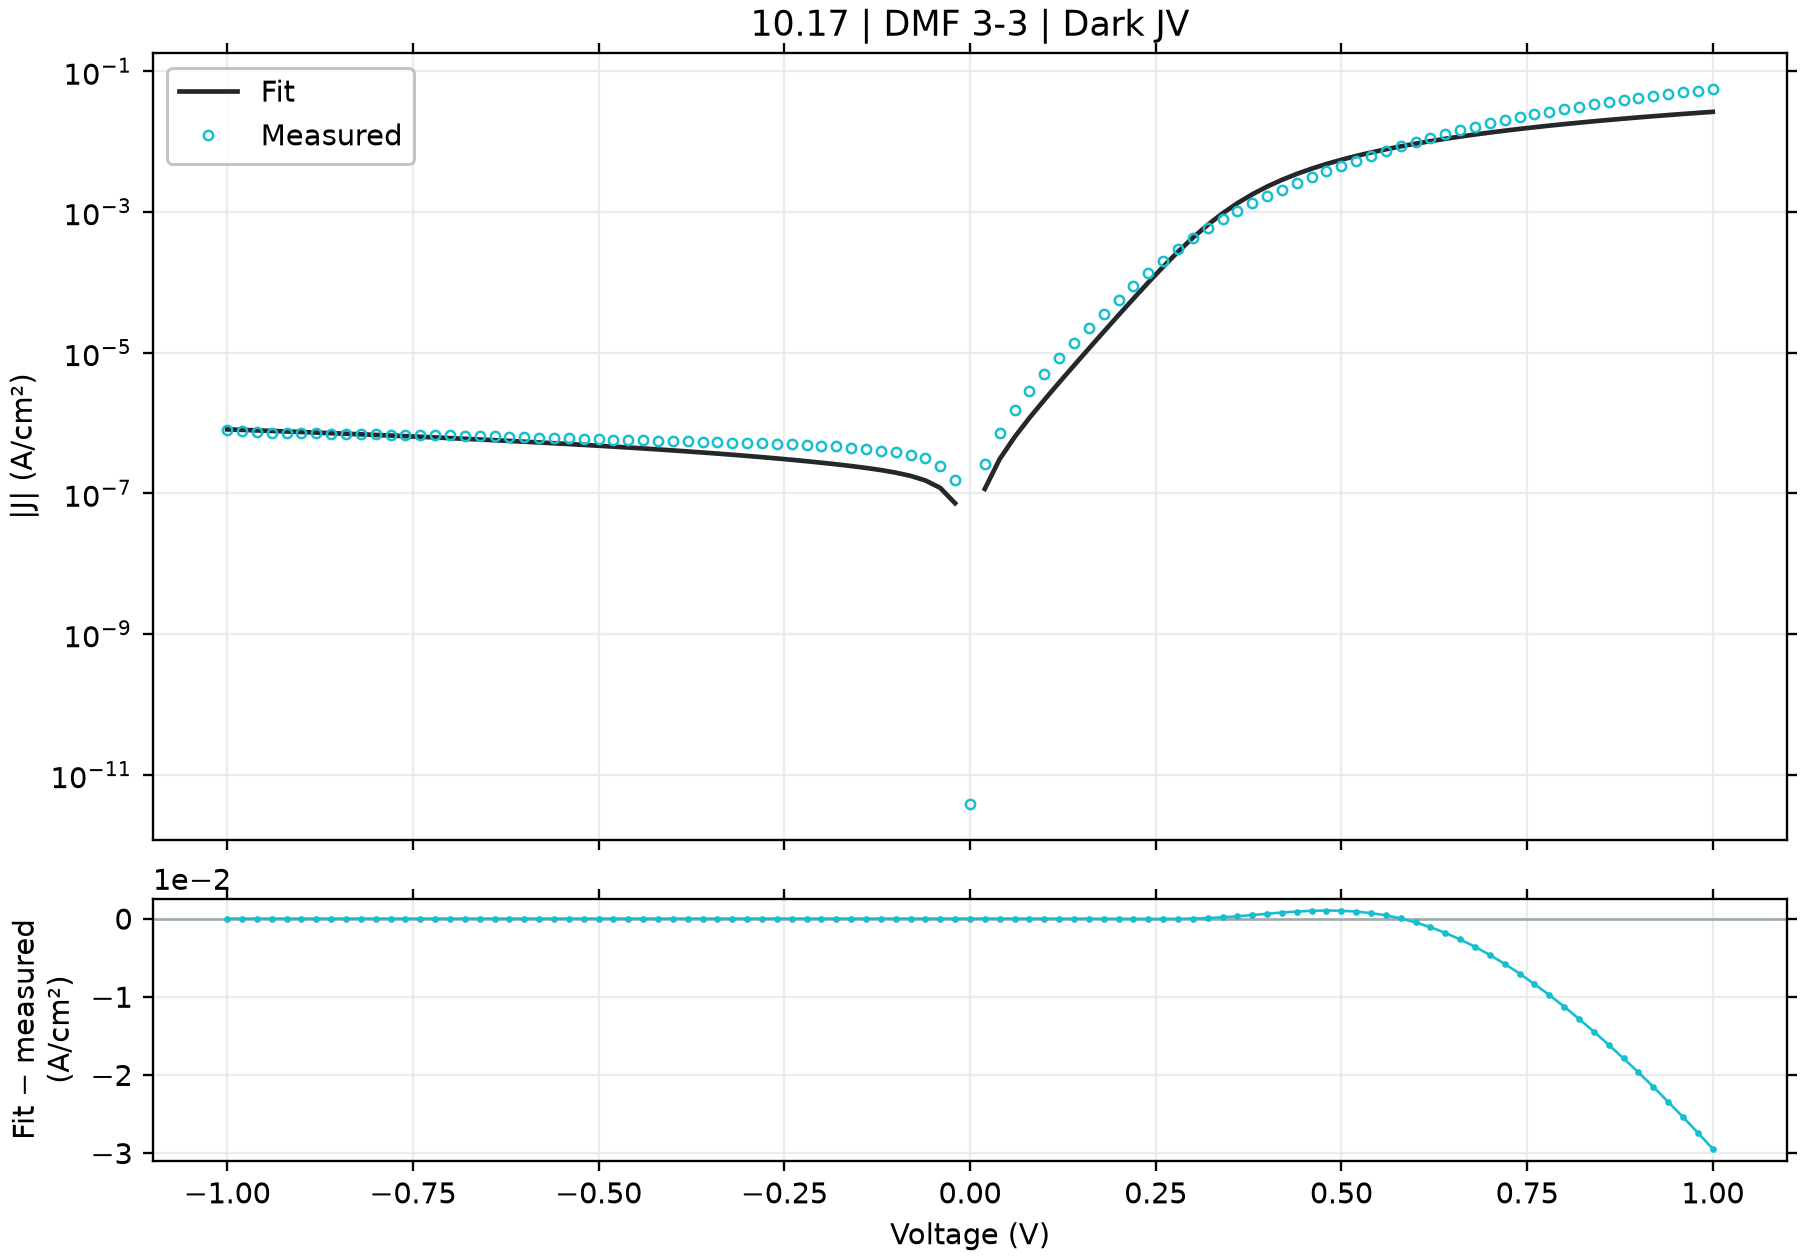 10.17 | DMF 3-3 | Dark JV
Fit
Measured
|J| (A/cm²)
10⁻¹
10⁻³
10⁻⁵
10⁻⁷
10⁻⁹
10⁻¹¹
1e−2
Fit − measured
(A/cm²)
0
−1
−2
−3
−1.00 −0.75 −0.50 −0.25 0.00 0.25 0.50 0.75 1.00
Voltage (V)